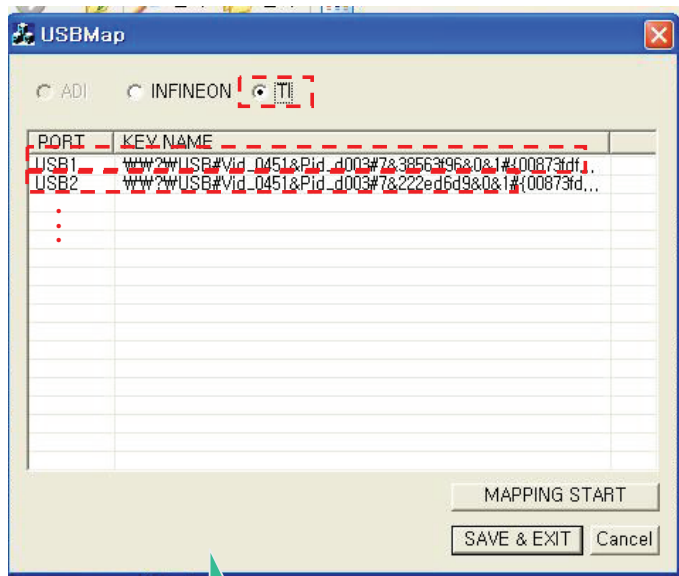 USBMap
ADI INFINEON TI
PORT KEY NAME
USB1 ₩₩?₩USB#Vid_0451&Pid_d003#7&38563f96&0&1#{00873fdf...
USB2 ₩₩?₩USB#Vid_0451&Pid_d003#7&222ed6d9&0&1#{00873fd...
MAPPING START
SAVE & EXIT Cancel